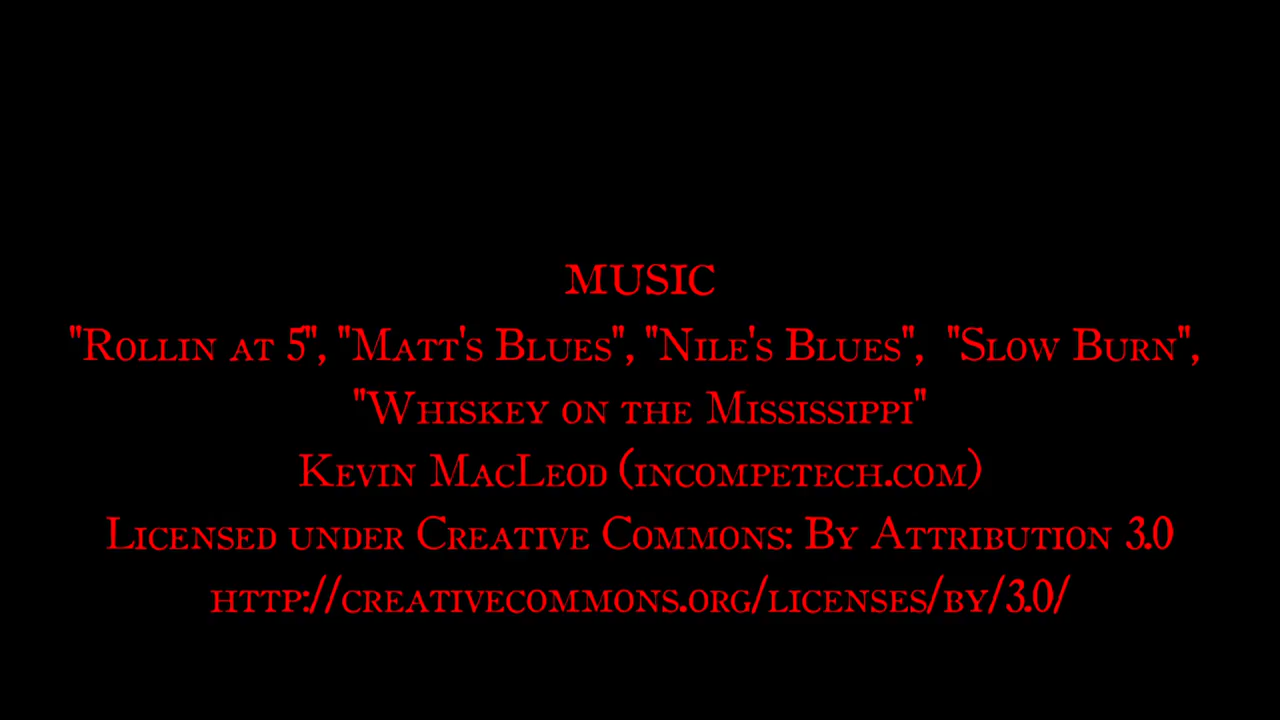 MUSIC
"Rollin at 5", "Matt's Blues", "Nile's Blues",  "Slow Burn",
"Whiskey on the Mississippi"
Kevin MacLeod (incompetech.com)
Licensed under Creative Commons: By Attribution 3.0
http://creativecommons.org/licenses/by/3.0/